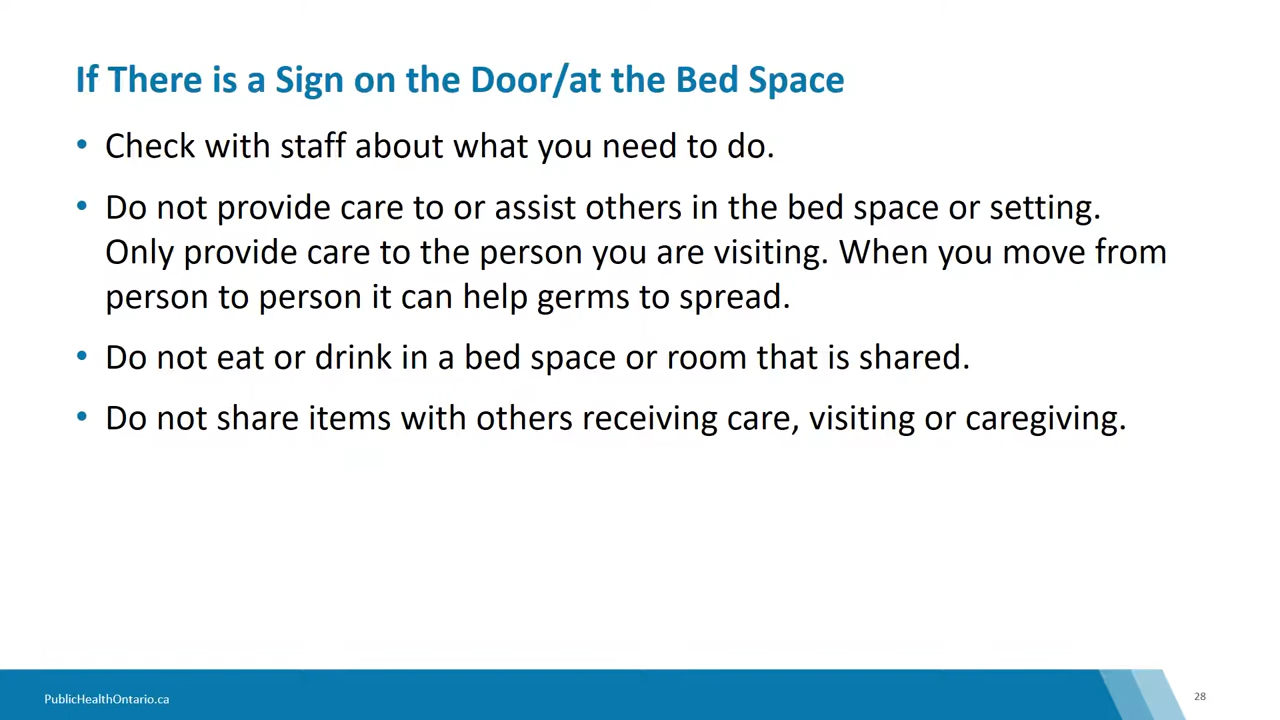 If There is a Sign on the Door/at the Bed Space
• Check with staff about what you need to do.
• Do not provide care to or assist others in the bed space or setting.
Only provide care to the person you are visiting. When you move from
person to person it can help germs to spread.
• Do not eat or drink in a bed space or room that is shared.
• Do not share items with others receiving care, visiting or caregiving.
PublicHealthOntario.ca
28